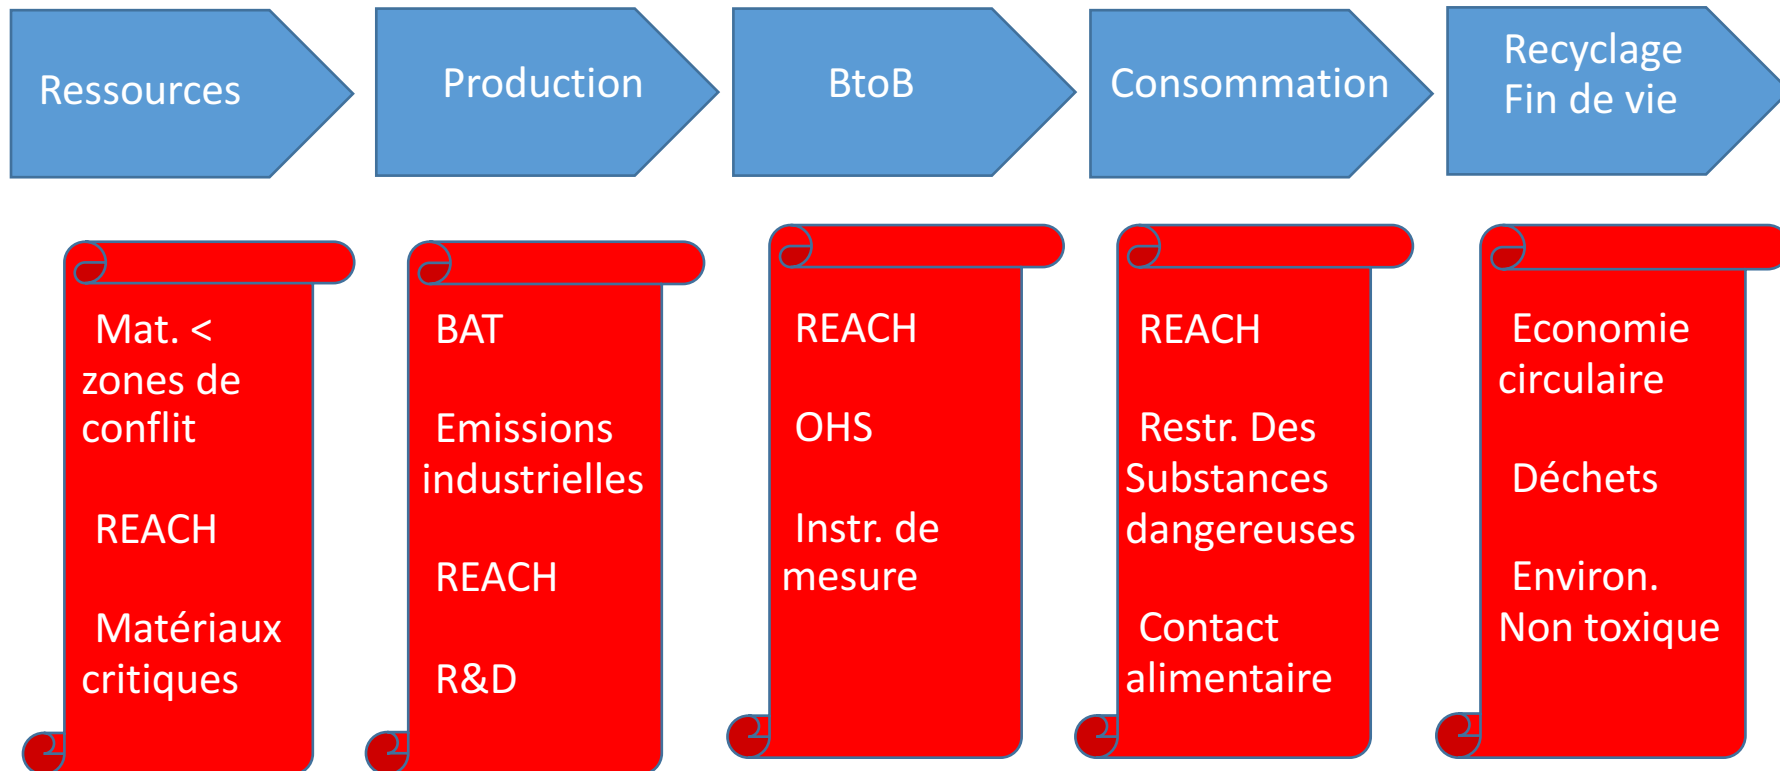 Ressources
Production
BtoB
Consommation
Recyclage
Fin de vie
Mat. <
zones de
conflit
REACH
Matériaux
critiques
BAT
Emissions
industrielles
REACH
R&D
REACH
OHS
Instr. de
mesure
REACH
Restr. Des
Substances
dangereuses
Contact
alimentaire
Economie
circulaire
Déchets
Environ.
Non toxique